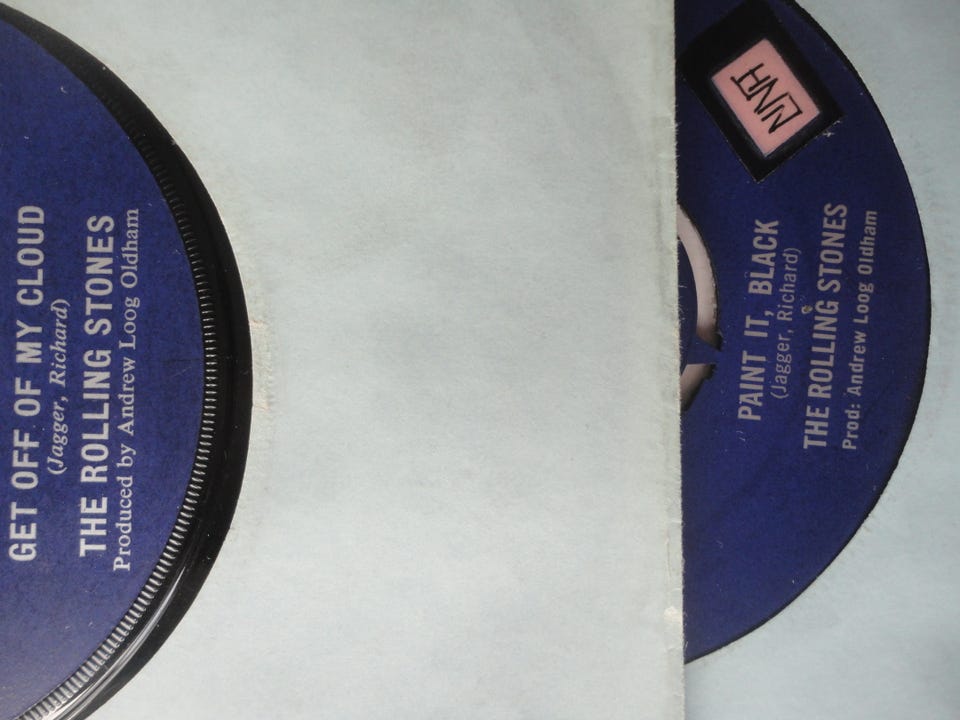 GET OFF OF MY CLOUD
(Jagger, Richard)
THE ROLLING STONES
Produced by Andrew Loog Oldham
PAINT IT, BLACK
(Jagger, Richard)
THE ROLLING STONES
Prod: Andrew Loog Oldham